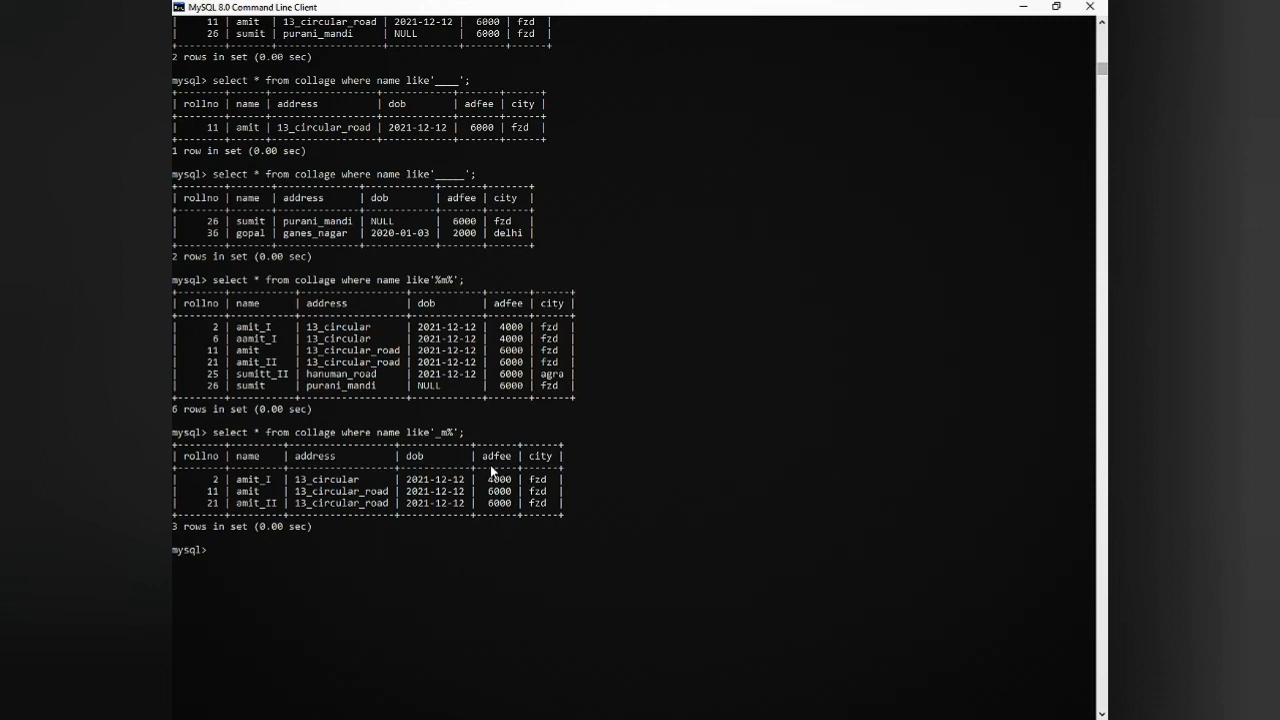 MySQL 8.0 Command Line Client
| 11 | amit | 13_circular_road | 2021-12-12 | 6000 | fzd |
| 26 | sumit | purani_mandi | NULL | 6000 | fzd |
+--------+-------+------------------+------------+-------+------+
2 rows in set (0.00 sec)
mysql> select * from collage where name like'____';
+--------+------+------------------+------------+-------+------+
| rollno | name | address | dob | adfee | city |
+--------+------+------------------+------------+-------+------+
| 11 | amit | 13_circular_road | 2021-12-12 | 6000 | fzd |
+--------+------+------------------+------------+-------+------+
1 row in set (0.00 sec)
mysql> select * from collage where name like'_____';
+--------+-------+--------------+------------+-------+-------+
| rollno | name | address | dob | adfee | city |
+--------+-------+--------------+------------+-------+-------+
| 26 | sumit | purani_mandi | NULL | 6000 | fzd |
| 36 | gopal | ganes_nagar | 2020-01-03 | 2000 | delhi |
+--------+-------+--------------+------------+-------+-------+
2 rows in set (0.00 sec)
mysql> select * from collage where name like'%m%';
+--------+-----------+------------------+------------+-------+------+
| rollno | name | address | dob | adfee | city |
+--------+-----------+------------------+------------+-------+------+
| 2 | amit_I | 13_circular | 2021-12-12 | 4000 | fzd |
| 6 | aamit_I | 13_circular | 2021-12-12 | 4000 | fzd |
| 11 | amit | 13_circular_road | 2021-12-12 | 6000 | fzd |
| 21 | amit_II | 13_circular_road | 2021-12-12 | 6000 | fzd |
| 25 | sumitt_II | hanuman_road | 2021-12-12 | 6000 | agra |
| 26 | sumit | purani_mandi | NULL | 6000 | fzd |
+--------+-----------+------------------+------------+-------+------+
6 rows in set (0.00 sec)
mysql> select * from collage where name like'_m%';
+--------+---------+------------------+------------+-------+------+
| rollno | name | address | dob | adfee | city |
+--------+---------+------------------+------------+-------+------+
| 2 | amit_I | 13_circular | 2021-12-12 | 4000 | fzd |
| 11 | amit | 13_circular_road | 2021-12-12 | 6000 | fzd |
| 21 | amit_II | 13_circular_road | 2021-12-12 | 6000 | fzd |
+--------+---------+------------------+------------+-------+------+
3 rows in set (0.00 sec)
mysql>